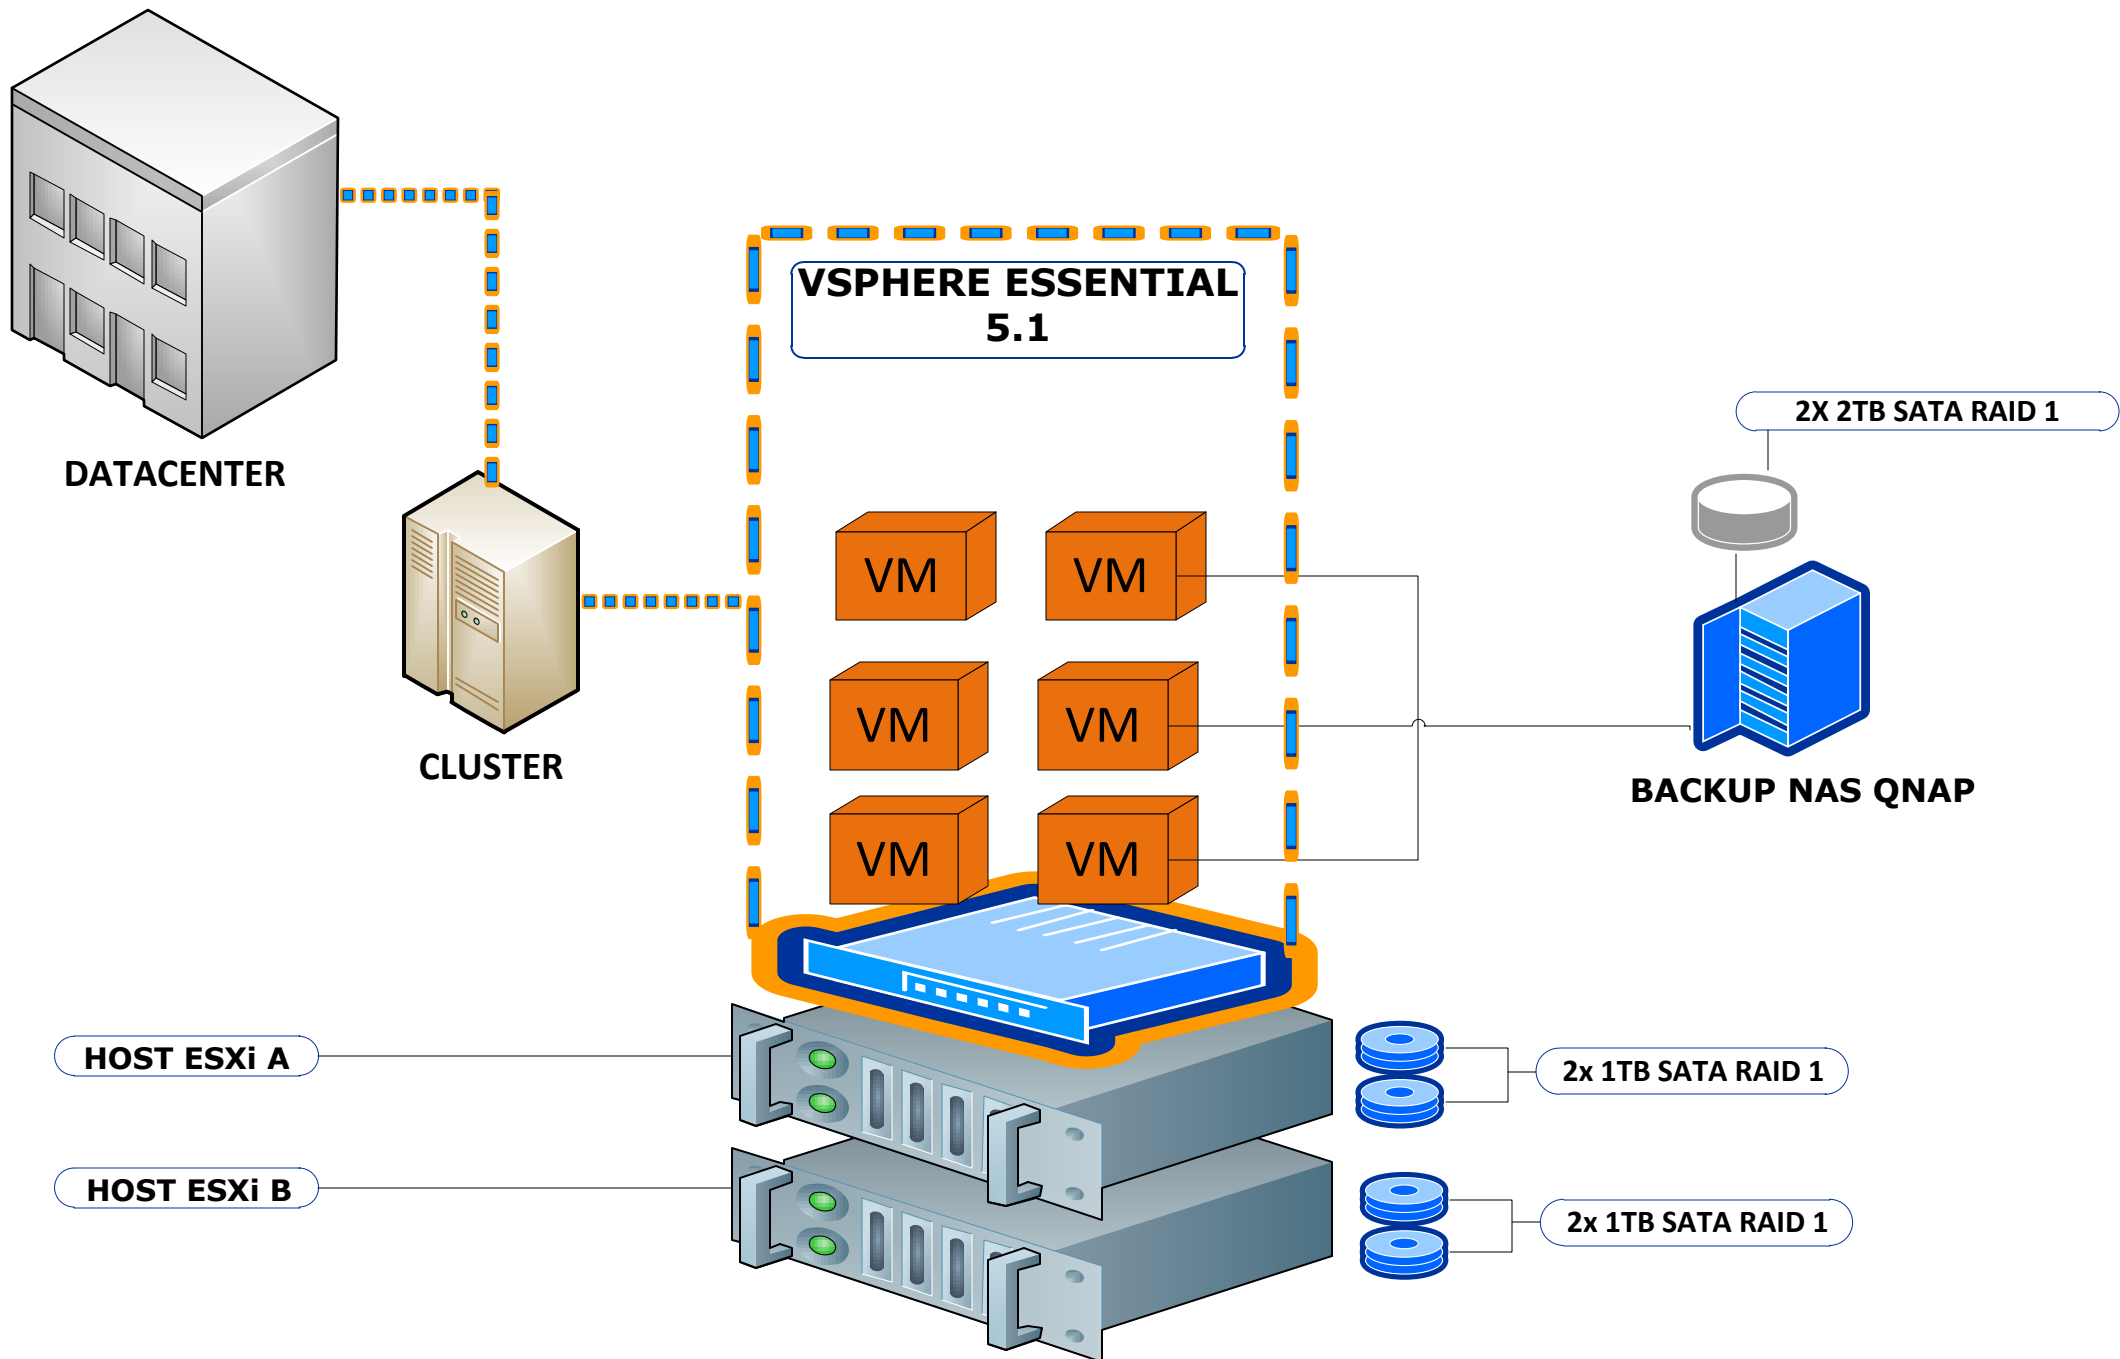 DATACENTER
CLUSTER
VSPHERE ESSENTIAL
5.1
VM
VM
VM
VM
VM
VM
2X 2TB SATA RAID 1
BACKUP NAS QNAP
HOST ESXi A
HOST ESXi B
2x 1TB SATA RAID 1
2x 1TB SATA RAID 1